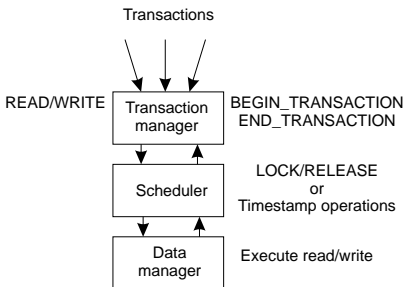 Transactions
READ/WRITE
Transaction
manager
BEGIN_TRANSACTION
END_TRANSACTION
Scheduler
LOCK/RELEASE
or
Timestamp operations
Data
manager
Execute read/write